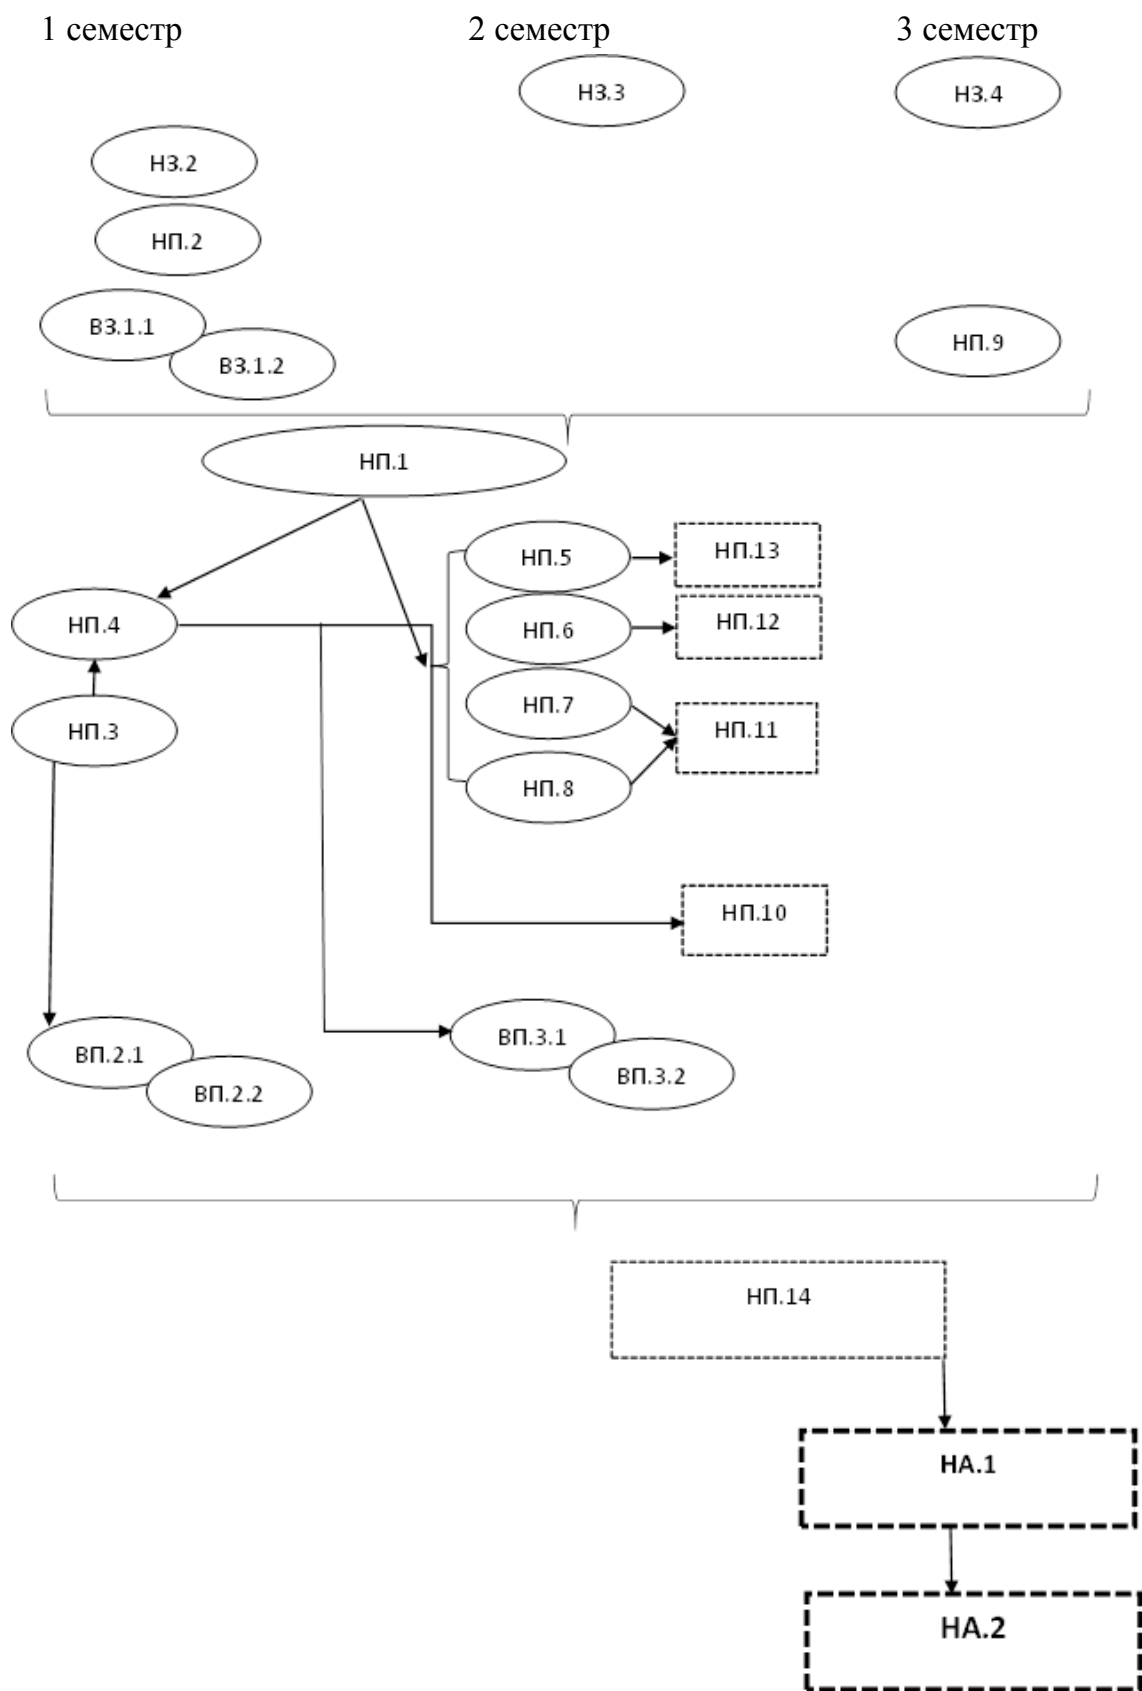 1 семестр 2 семестр 3 семестр
НЗ.3 НЗ.4
НЗ.2
НП.2
ВЗ.1.1
НП.9
ВЗ.1.2
НП.1
НП.5 НП.13
НП.4 НП.6 НП.12
НП.3 НП.7 НП.11
НП.8
НП.10
ВП.2.1 ВП.3.1
ВП.2.2 ВП.3.2
НП.14
НА.1
НА.2